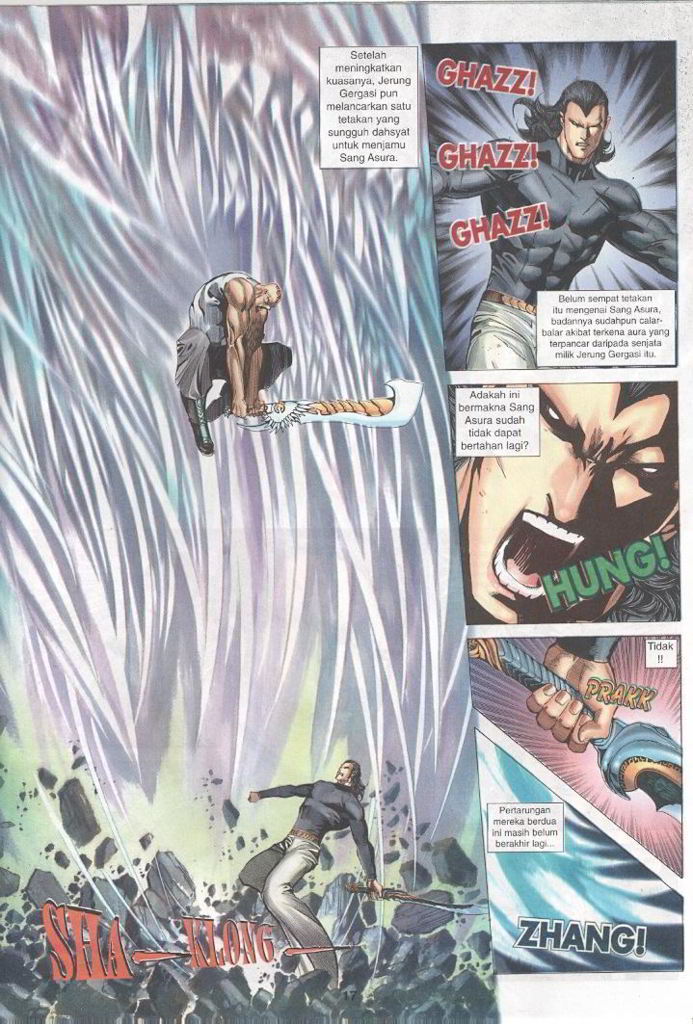 Setelah
meningkatkan
kuasanya, Jerung
Gergasi pun
melancarkan satu
tetakan yang
sungguh dahsyat
untuk menjamu
Sang Asura.
GHAZZ!
GHAZZ!
GHAZZ!
Belum sempat tetakan
itu mengenai Sang Asura,
badannya sudahpun calar-
balar akibat terkena aura yang
terpancar daripada senjata
milik Jerung Gergasi itu.
Adakah ini
bermakna Sang
Asura sudah
tidak dapat
bertahan lagi?
HUNG!
Tidak
!!
PRAKK
Pertarungan
mereka berdua
ini masih belum
berakhir lagi...
ZHANG!
SHA — KLONG —
17